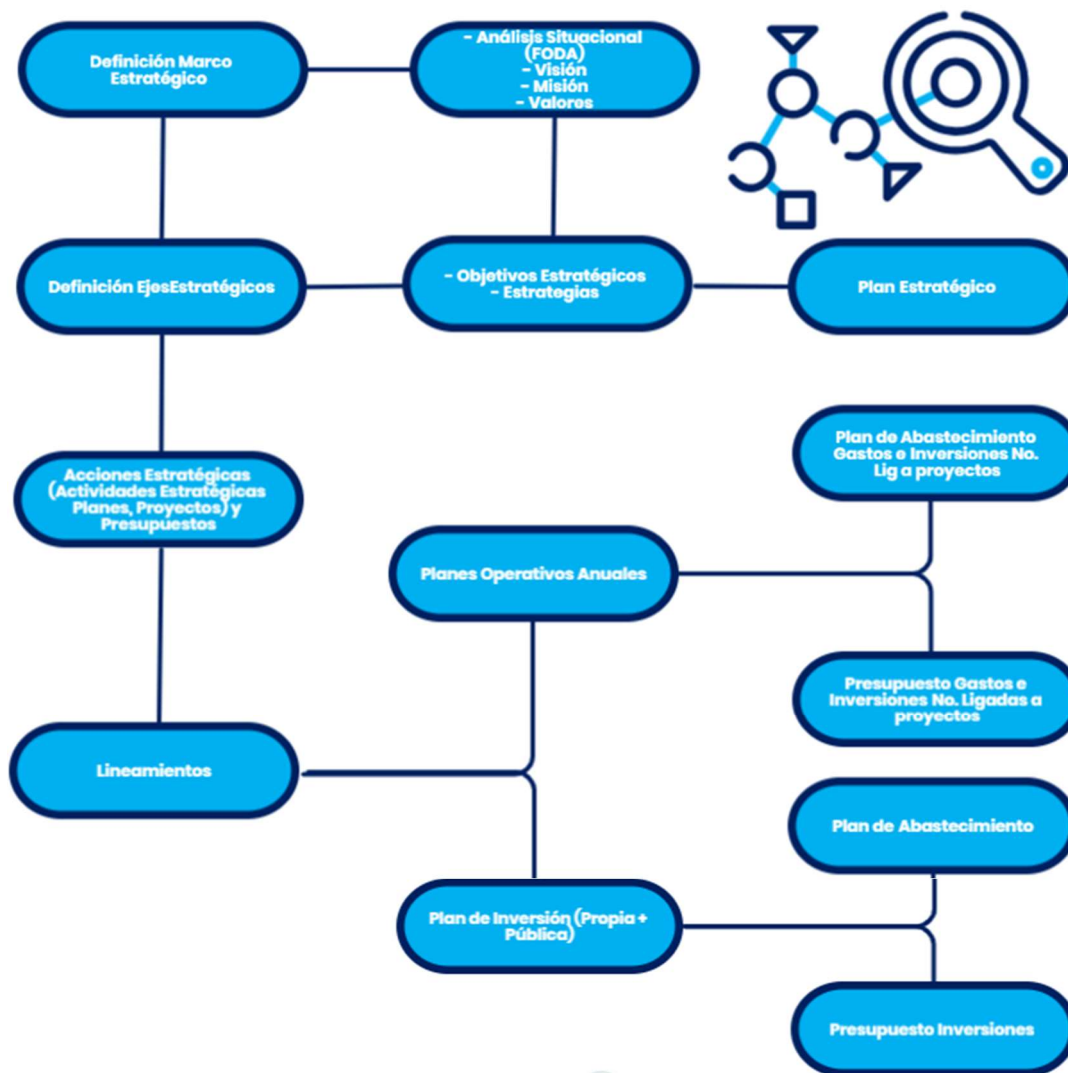 Definición Marco
Estratégico
- Análisis Situacional
(FODA)
- Visión
- Misión
- Valores
Definición EjesEstratégicos
- Objetivos Estratégicos
- Estrategias
Plan Estratégico
Acciones Estratégicas
(Actividades Estratégicas
Planes, Proyectos) y
Presupuestos
Plan de Abastecimiento
Gastos e Inversiones No.
Lig a proyectos
Planes Operativos Anuales
Presupuesto Gastos e
Inversiones No. Ligadas a
proyectos
Lineamientos
Plan de Abastecimiento
Plan de Inversión (Propia +
Pública)
Presupuesto Inversiones